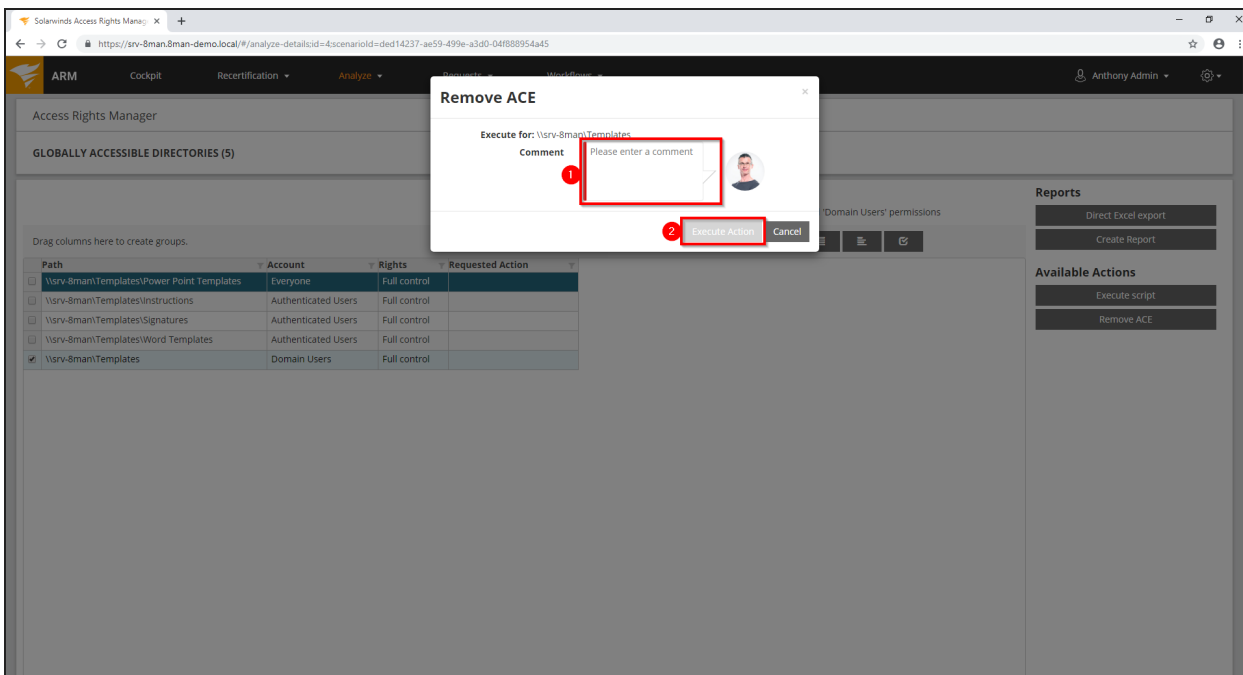 Solarwinds Access Rights Manag
https://srv-8man.8man-demo.local/#/analyze-details;id=4;scenarioId=ded14237-ae59-499e-a3d0-04f888954a45
ARM Cockpit Recertification Analyze Requests Workflows Anthony Admin
Remove ACE
Access Rights Manager
Execute for: \\srv-8man\Templates
GLOBALLY ACCESSIBLE DIRECTORIES (5)
Comment Please enter a comment
1
Reports
'Domain Users' permissions
Direct Excel export
2 Execute Action Cancel
Drag columns here to create groups.
Create Report
Path Account Rights Requested Action
Available Actions
\\srv-8man\Templates\Power Point Templates Everyone Full control
Execute script
\\srv-8man\Templates\Instructions Authenticated Users Full control
\\srv-8man\Templates\Signatures Authenticated Users Full control
Remove ACE
\\srv-8man\Templates\Word Templates Authenticated Users Full control
\\srv-8man\Templates Domain Users Full control